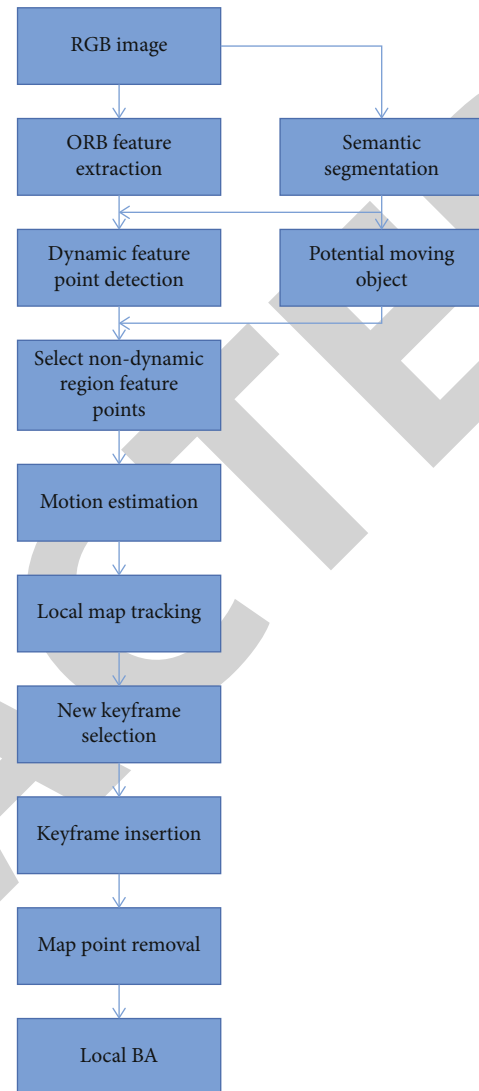 RGB image
ORB feature
extraction
Semantic
segmentation
Dynamic feature
point detection
Potential moving
object
Select non-dynamic
region feature
points
Motion estimation
Local map tracking
New keyframe
selection
Keyframe insertion
Map point removal
Local BA